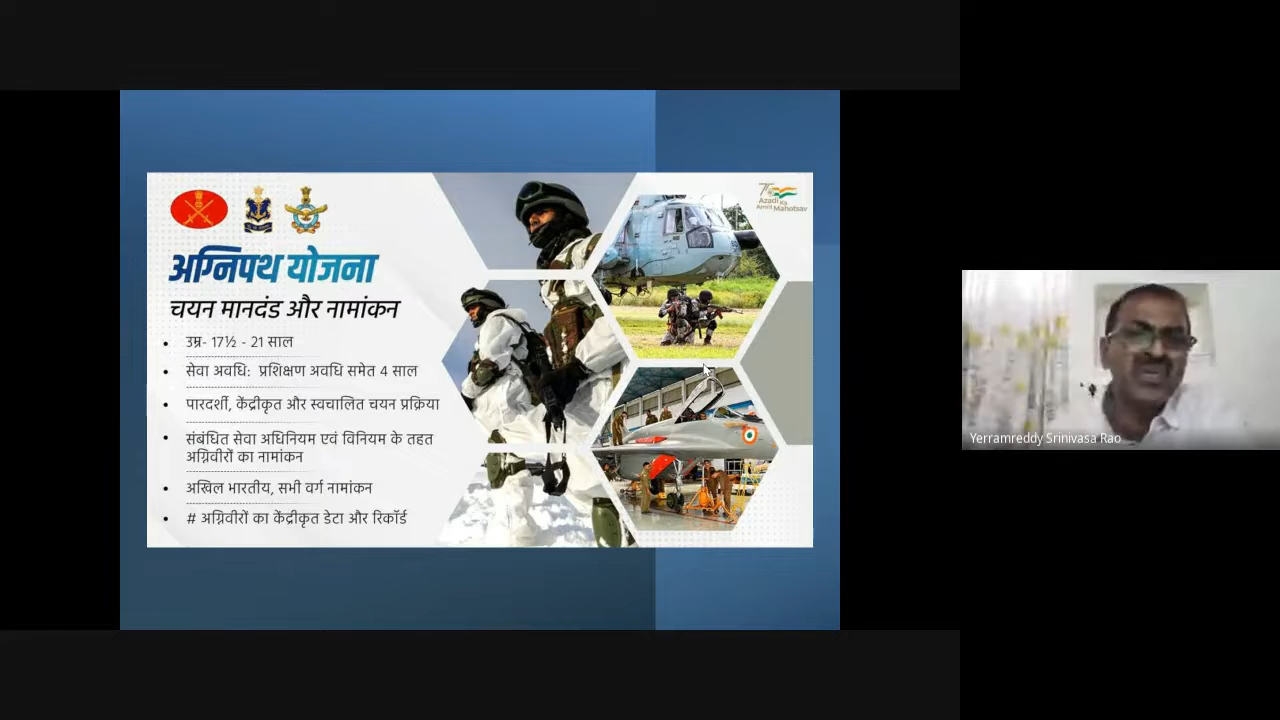 75
Azadi Ka
Amrit Mahotsav
अग्निपथ योजना
चयन मानदंड और नामांकन
• उम्र- 17½ - 21 साल
• सेवा अवधि: प्रशिक्षण अवधि समेत 4 साल
• पारदर्शी, केंद्रीकृत और स्वचालित चयन प्रक्रिया
• संबंधित सेवा अधिनियम एवं विनियम के तहत
अग्निवीरों का नामांकन
• अखिल भारतीय, सभी वर्ग नामांकन
• # अग्निवीरों का केंद्रीकृत डेटा और रिकॉर्ड
Yerramreddy Srinivasa Rao